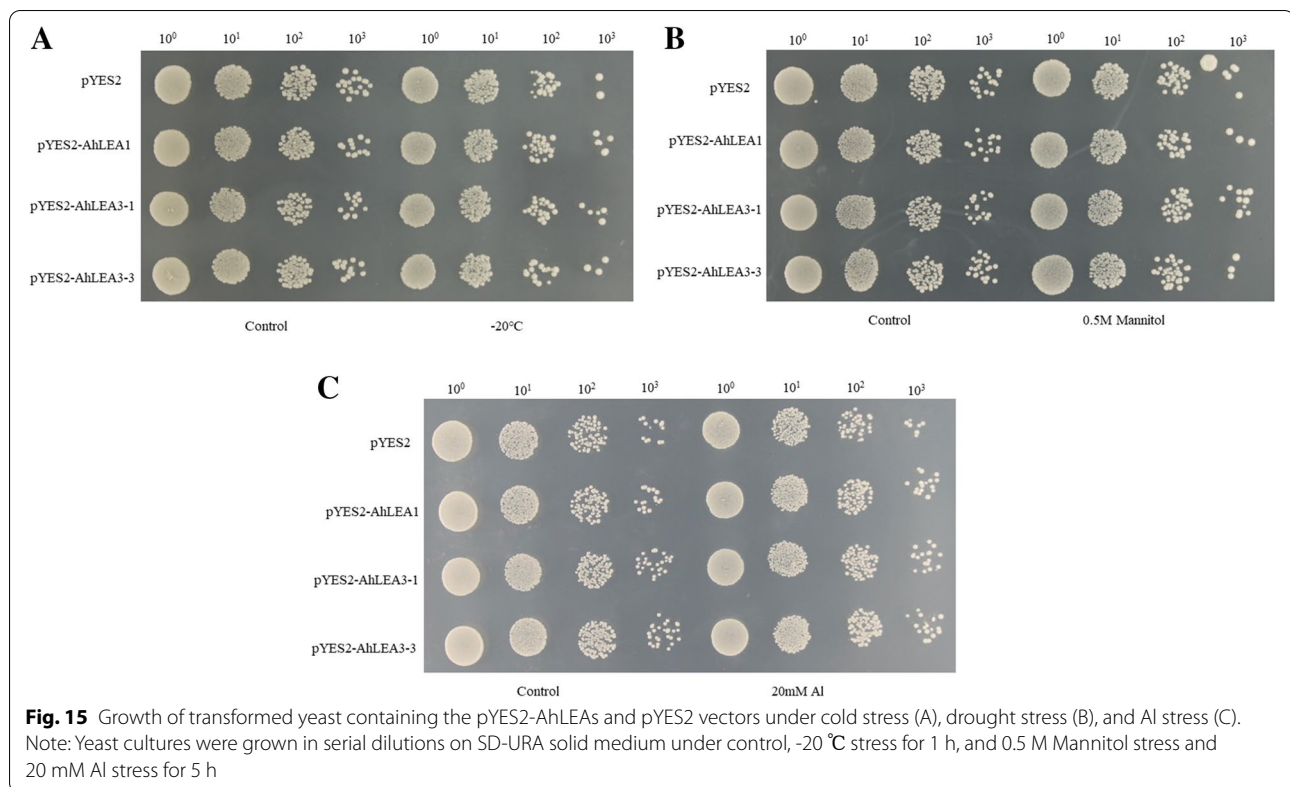 A
10⁰ 10¹ 10² 10³ 10⁰ 10¹ 10² 10³
pYES2
pYES2-AhLEA1
pYES2-AhLEA3-1
pYES2-AhLEA3-3
Control -20°C
B
10⁰ 10¹ 10² 10³ 10⁰ 10¹ 10² 10³
pYES2
pYES2-AhLEA1
pYES2-AhLEA3-1
pYES2-AhLEA3-3
Control 0.5M Mannitol
C
10⁰ 10¹ 10² 10³ 10⁰ 10¹ 10² 10³
pYES2
pYES2-AhLEA1
pYES2-AhLEA3-1
pYES2-AhLEA3-3
Control 20mM Al
Fig. 15 Growth of transformed yeast containing the pYES2-AhLEAs and pYES2 vectors under cold stress (A), drought stress (B), and Al stress (C).
Note: Yeast cultures were grown in serial dilutions on SD-URA solid medium under control, -20 ℃ stress for 1 h, and 0.5 M Mannitol stress and
20 mM Al stress for 5 h